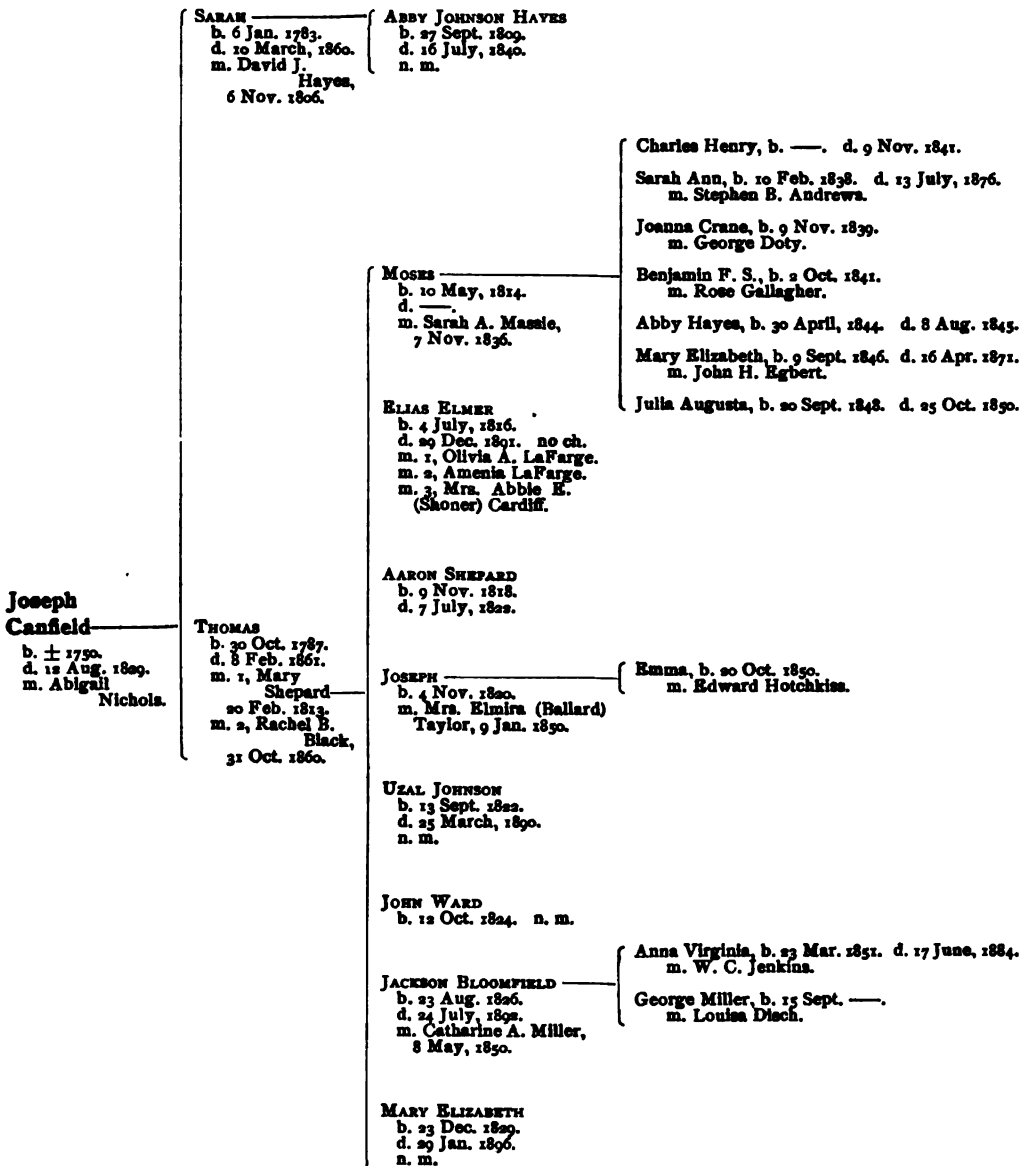 Joseph
Canfield
b. ± 1750.
d. 12 Aug. 1829.
m. Abigail
Nichols.
SARAH
b. 6 Jan. 1783.
d. 10 March, 1860.
m. David J.
Hayes,
6 Nov. 1806.
ABBY JOHNSON HAYES
b. 27 Sept. 1809.
d. 16 July, 1840.
n. m.
THOMAS
b. 30 Oct. 1787.
d. 8 Feb. 1861.
m. 1, Mary
Shepard
20 Feb. 1813.
m. 2, Rachel B.
Black,
31 Oct. 1860.
MOSES
b. 10 May, 1814.
d. —.
m. Sarah A. Massie,
7 Nov. 1836.
Charles Henry, b. —. d. 9 Nov. 1841.
Sarah Ann, b. 10 Feb. 1838. d. 13 July, 1876.
m. Stephen B. Andrews.
Joanna Crane, b. 9 Nov. 1839.
m. George Doty.
Benjamin F. S., b. 2 Oct. 1841.
m. Rose Gallagher.
Abby Hayes, b. 30 April, 1844. d. 8 Aug. 1845.
Mary Elizabeth, b. 9 Sept. 1846. d. 16 Apr. 1871.
m. John H. Egbert.
Julia Augusta, b. 20 Sept. 1848. d. 25 Oct. 1850.
ELIAS ELMER
b. 4 July, 1816.
d. 29 Dec. 1891. no ch.
m. 1, Olivia A. LaFarge.
m. 2, Amenia LaFarge.
m. 3, Mrs. Abbie E.
(Shoner) Cardiff.
AARON SHEPARD
b. 9 Nov. 1818.
d. 7 July, 1822.
JOSEPH
b. 4 Nov. 1820.
m. Mrs. Elmira (Ballard)
Taylor, 9 Jan. 1850.
Emma, b. 20 Oct. 1850.
m. Edward Hotchkiss.
UZAL JOHNSON
b. 13 Sept. 1822.
d. 25 March, 1890.
n. m.
JOHN WARD
b. 12 Oct. 1824. n. m.
JACKSON BLOOMFIELD
b. 23 Aug. 1826.
d. 24 July, 1892.
m. Catharine A. Miller,
8 May, 1850.
Anna Virginia, b. 23 Mar. 1851. d. 17 June, 1884.
m. W. C. Jenkins.
George Miller, b. 15 Sept. —.
m. Louisa Disch.
MARY ELIZABETH
b. 23 Dec. 1829.
d. 29 Jan. 1896.
n. m.